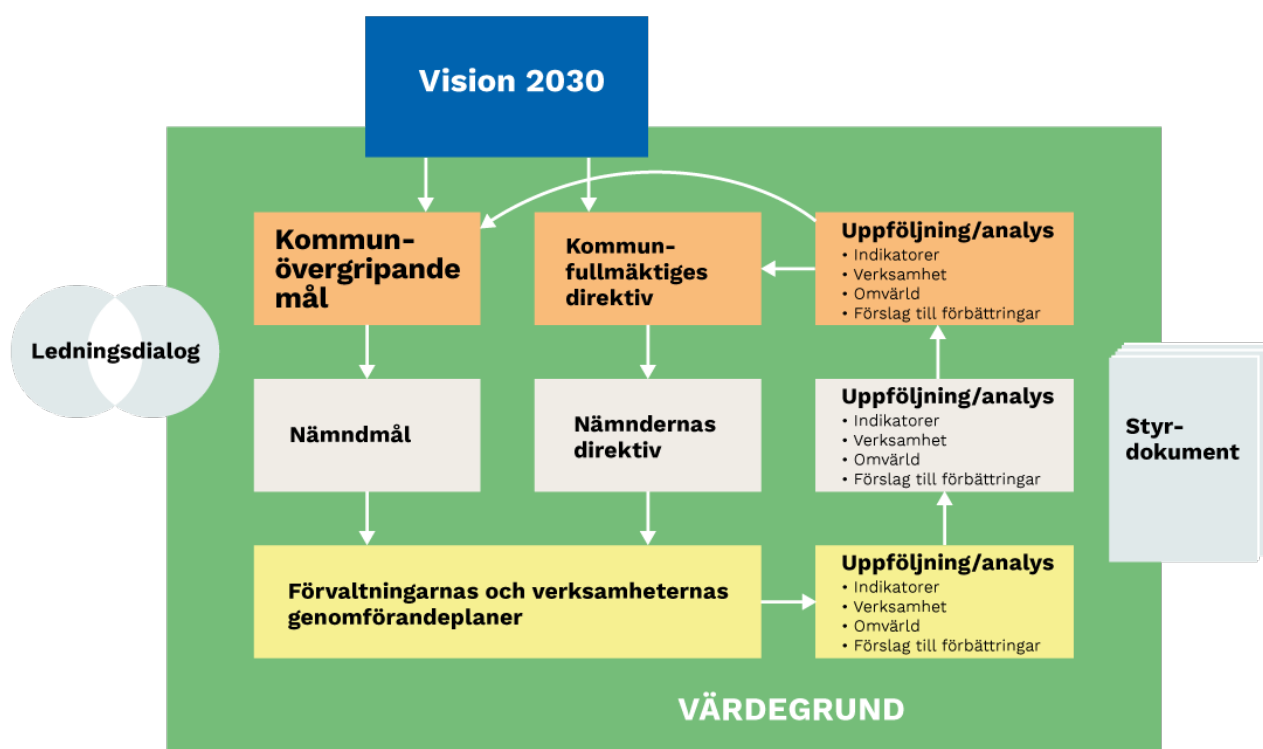 Vision 2030
Kommun-
övergripande
mål
Kommun-
fullmäktiges
direktiv
Uppföljning/analys
• Indikatorer
• Verksamhet
• Omvärld
• Förslag till förbättringar
Ledningsdialog
Nämndmål
Nämndernas
direktiv
Uppföljning/analys
• Indikatorer
• Verksamhet
• Omvärld
• Förslag till förbättringar
Styr-
dokument
Förvaltningarnas och verksamheternas
genomförandeplaner
Uppföljning/analys
• Indikatorer
• Verksamhet
• Omvärld
• Förslag till förbättringar
VÄRDEGRUND